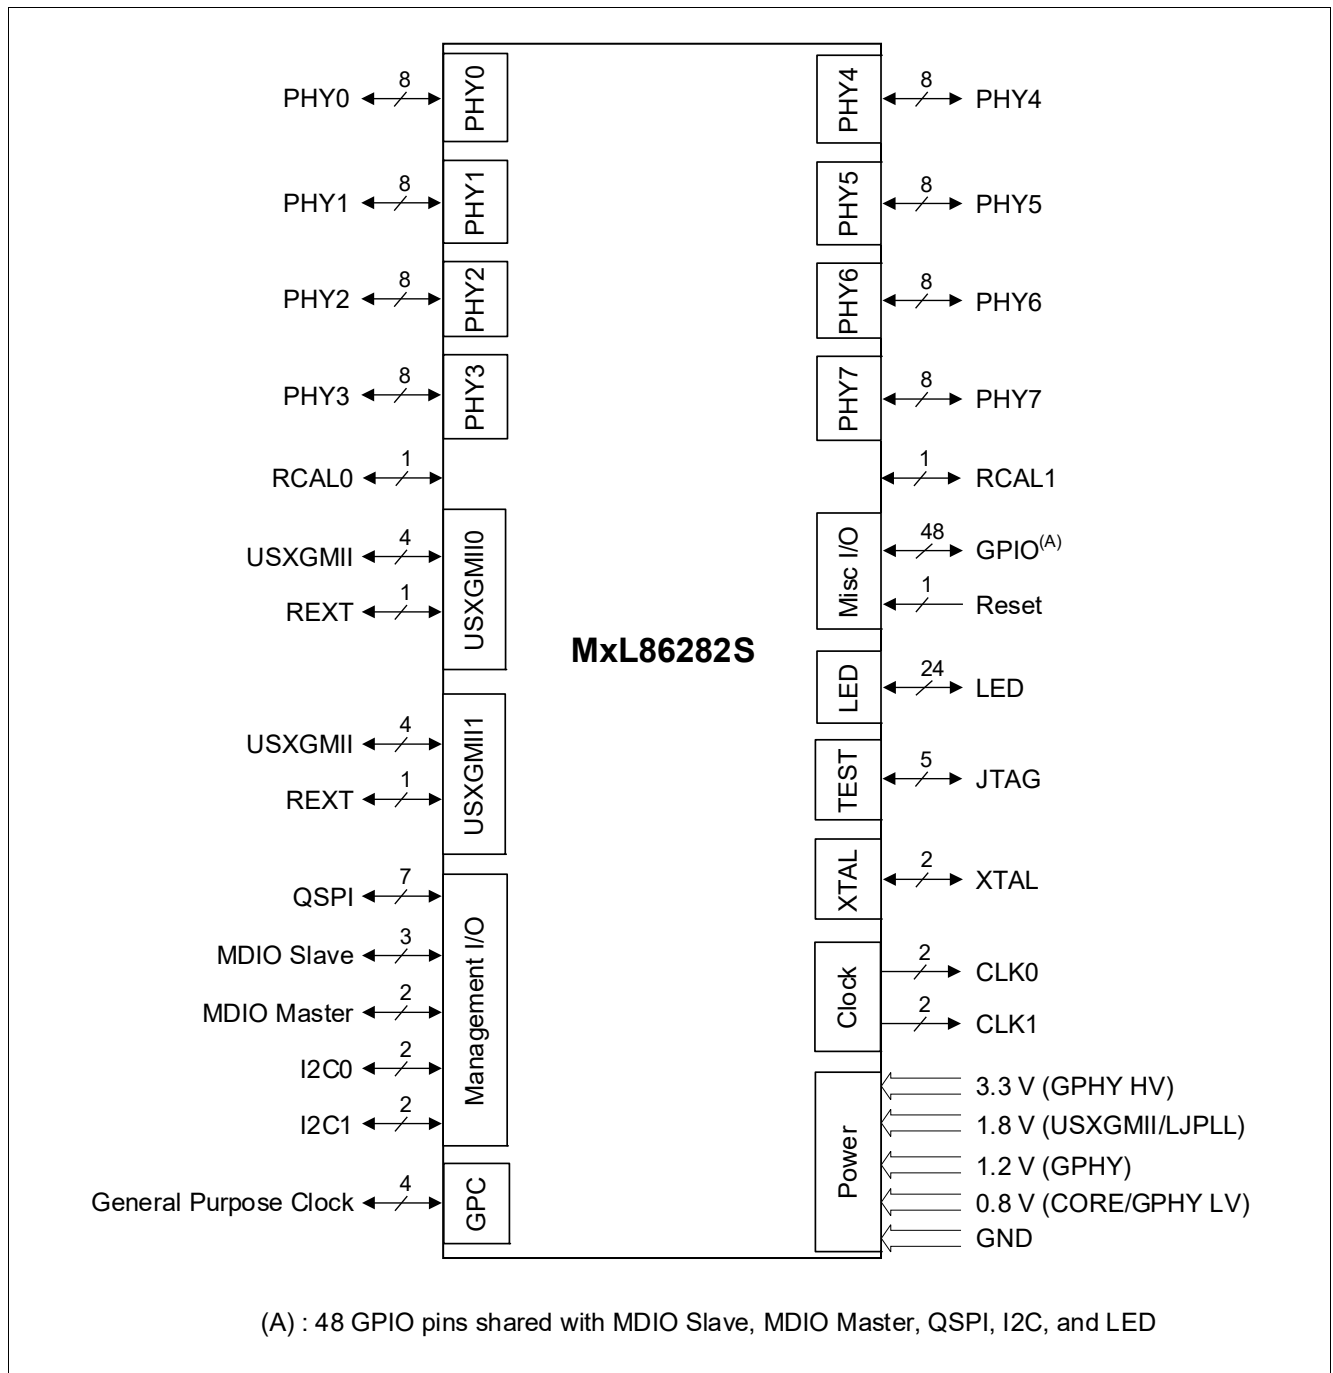 PHY0 8 PHY0
PHY1 8 PHY1
PHY2 8 PHY2
PHY3 8 PHY3
RCAL0 1
USXGMII 4
REXT 1
USXGMII0
USXGMII 4
REXT 1
USXGMII1
QSPI 7
MDIO Slave 3
MDIO Master 2
I2C0 2
I2C1 2
Management I/O
General Purpose Clock 4 GPC
MxL86282S
PHY4 8 PHY4
PHY5 8 PHY5
PHY6 8 PHY6
PHY7 8 PHY7
1 RCAL1
Misc I/O
48 GPIO(A)
1 Reset
LED 24 LED
TEST 5 JTAG
XTAL 2 XTAL
Clock
2 CLK0
2 CLK1
Power
3.3 V (GPHY HV)
1.8 V (USXGMII/LJPLL)
1.2 V (GPHY)
0.8 V (CORE/GPHY LV)
GND
(A) : 48 GPIO pins shared with MDIO Slave, MDIO Master, QSPI, I2C, and LED